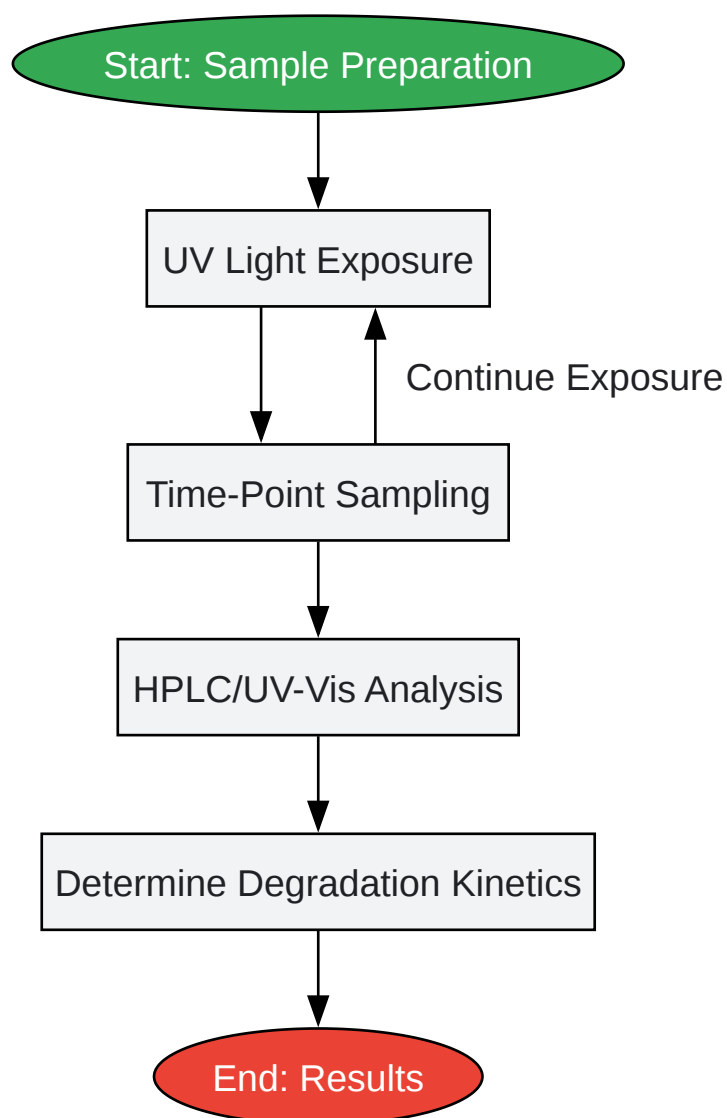 Start: Sample Preparation
UV Light Exposure
Continue Exposure
Time-Point Sampling
HPLC/UV-Vis Analysis
Determine Degradation Kinetics
End: Results